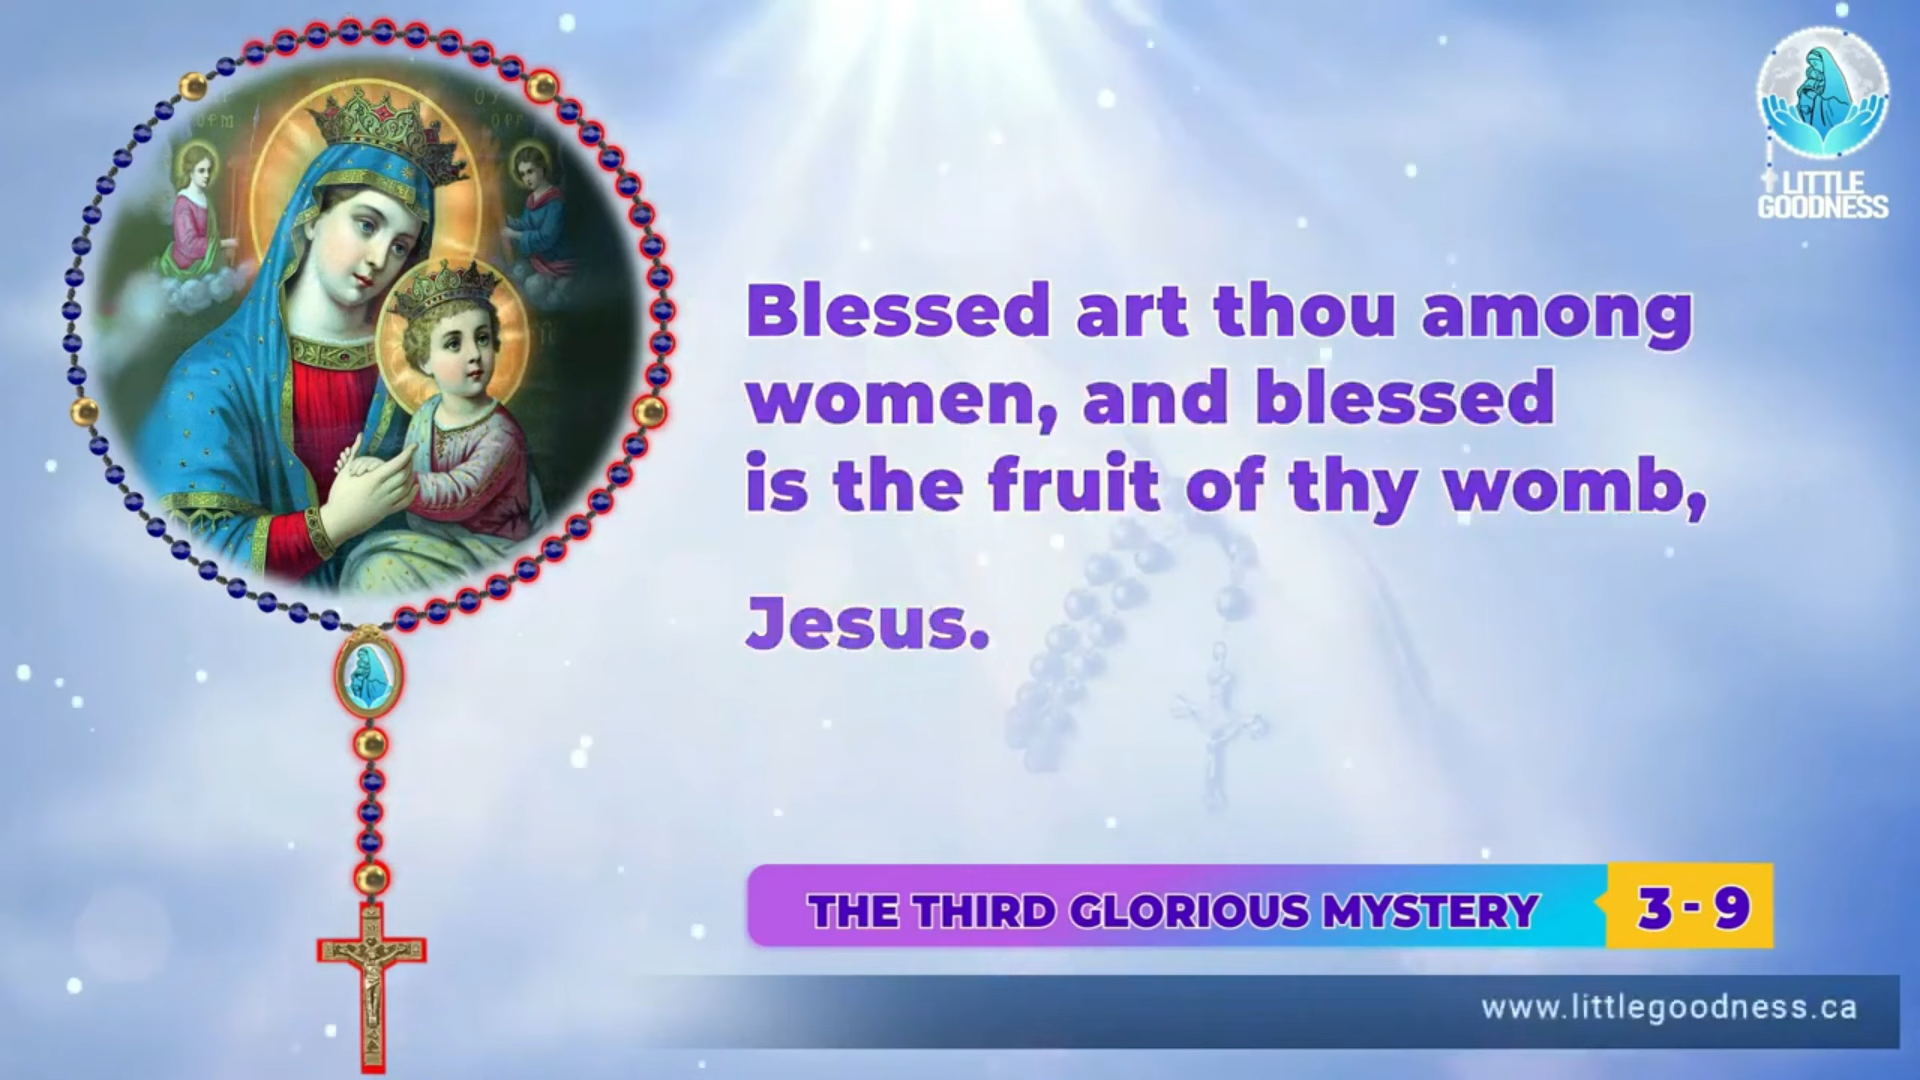 LITTLE
GOODNESS
Blessed art thou among
women, and blessed
is the fruit of thy womb,
Jesus.
THE THIRD GLORIOUS MYSTERY
3 - 9
www.littlegoodness.ca